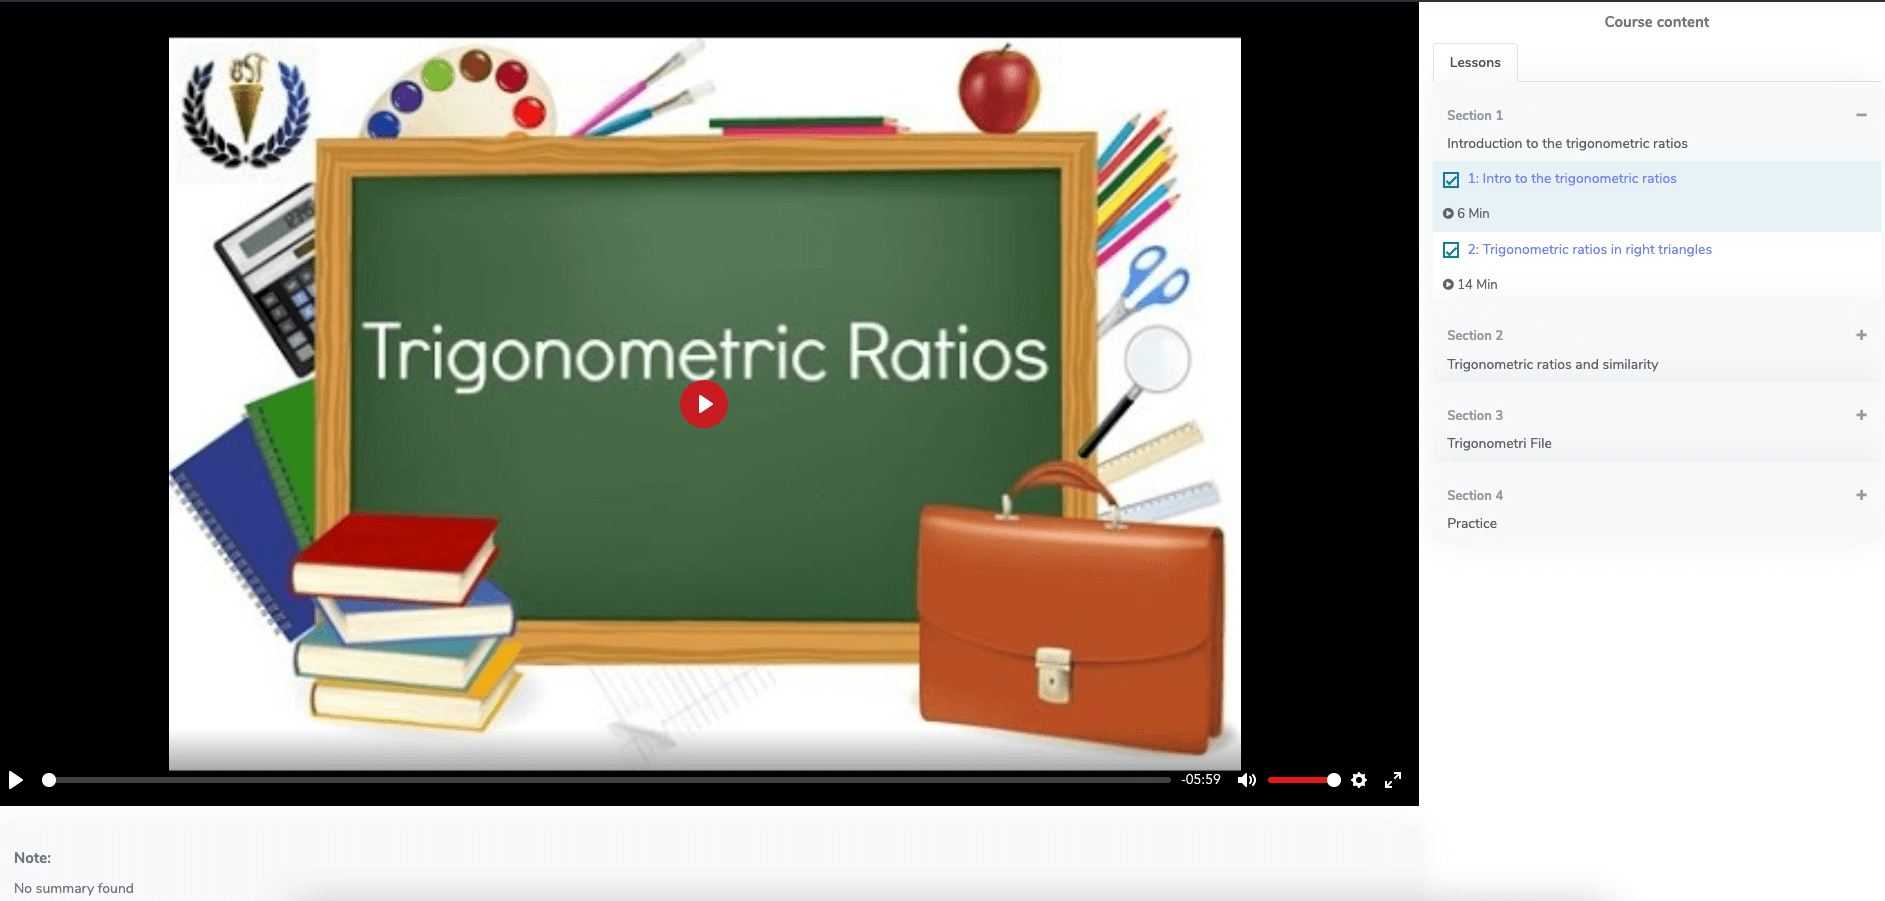 Course content
Lessons
Section 1
Introduction to the trigonometric ratios
1: Intro to the trigonometric ratios
6 Min
2: Trigonometric ratios in right triangles
14 Min
Section 2
Trigonometric ratios and similarity
Section 3
Trigonometri File
Section 4
Practice
Trigonometric Ratios
-05:59
Note:
No summary found